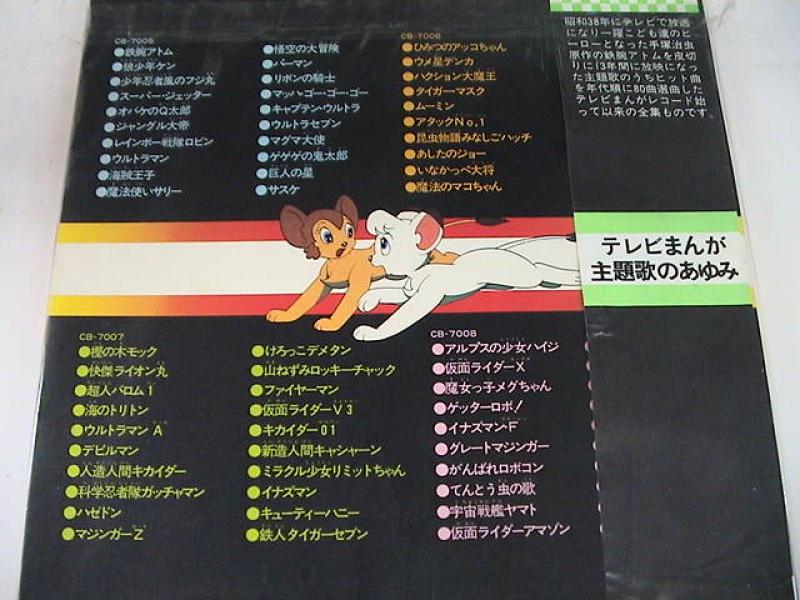 CB-7005
●鉄腕アトム
●狼少年ケン
●少年忍者風のフジ丸
●スーパー・ジェッター
●オバケのQ太郎
●ジャングル大帝
●レインボー戦隊ロビン
●ウルトラマン
●海賊王子
●魔法使いサリー
●悟空の大冒険
●パーマン
●リボンの騎士
●マッハ・ゴー・ゴー・ゴー
●キャプテン・ウルトラ
●ウルトラセブン
●マグマ大使
●ゲゲゲの鬼太郎
●巨人の星
●サスケ
CB-7006
●ひみつのアッコちゃん
●ウメ星デンカ
●ハクション大魔王
●タイガー・マスク
●ムーミン
●アタックNo.1
●昆虫物語みなしごハッチ
●あしたのジョー
●いなかっぺ大将
●魔法のマコちゃん
昭和38年にテレビで放送
になり一躍こども達のヒ
ーローとなった手塚治虫
原作の鉄腕アトムを皮切
りに13年間に放映になっ
た主題歌のうちヒット曲
を年代順に80曲選曲した
テレビまんがレコード始
って以来の全集ものです。
テレビまんが
主題歌のあゆみ
CB-7007
●樫の木モック
●快傑ライオン丸
●超人バロム1
●海のトリトン
●ウルトラマンA
●デビルマン
●人造人間キカイダー
●科学忍者隊ガッチャマン
●ハゼドン
●マジンガーZ
●けろっこデメタン
●山ねずみロッキーチャック
●ファイヤーマン
●仮面ライダーV3
●キカイダー01
●新造人間キャシャーン
●ミラクル少女リミットちゃん
●イナズマン
●キューティーハニー
●鉄人タイガーセブン
CB-7008
●アルプスの少女ハイジ
●仮面ライダーX
●魔女っ子メグちゃん
●ゲッターロボ!
●イナズマンF
●グレートマジンガー
●がんばれロボコン
●てんとう虫の歌
●宇宙戦艦ヤマト
●仮面ライダーアマゾン